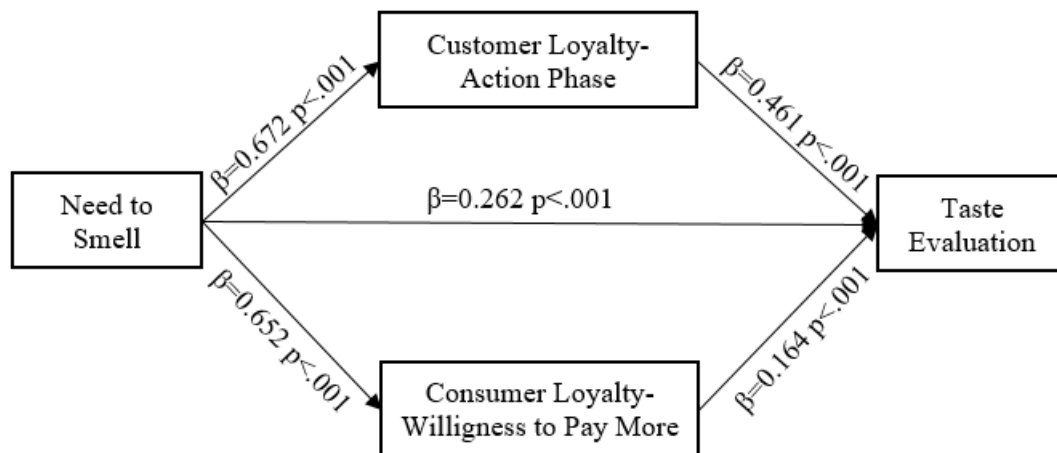 Customer Loyalty-
Action Phase
β=0.672 p<.001
β=0.461 p<.001
Need to
Smell
β=0.262 p<.001
Taste
Evaluation
β=0.652 p<.001
β=0.164 p<.001
Consumer Loyalty-
Willigness to Pay More